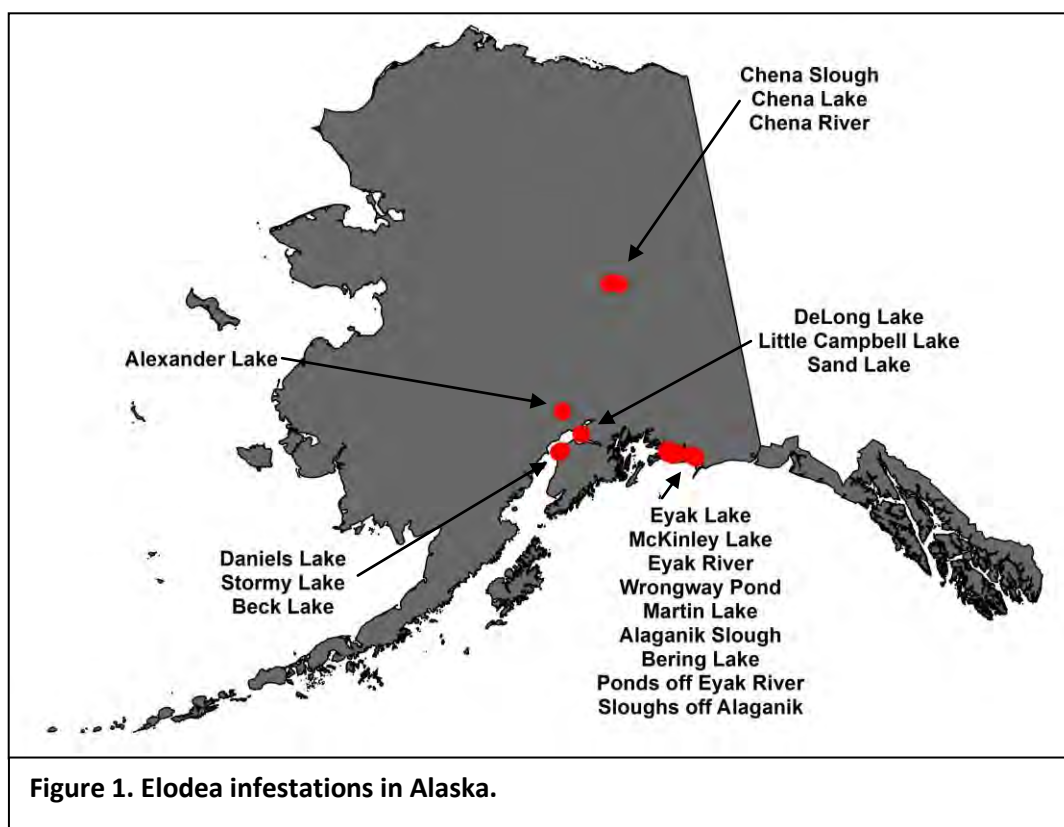 Chena Slough
Chena Lake
Chena River
DeLong Lake
Little Campbell Lake
Sand Lake
Alexander Lake
Daniels Lake
Stormy Lake
Beck Lake
Eyak Lake
McKinley Lake
Eyak River
Wrongway Pond
Martin Lake
Alaganik Slough
Bering Lake
Ponds off Eyak River
Sloughs off Alaganik
Figure 1. Elodea infestations in Alaska.